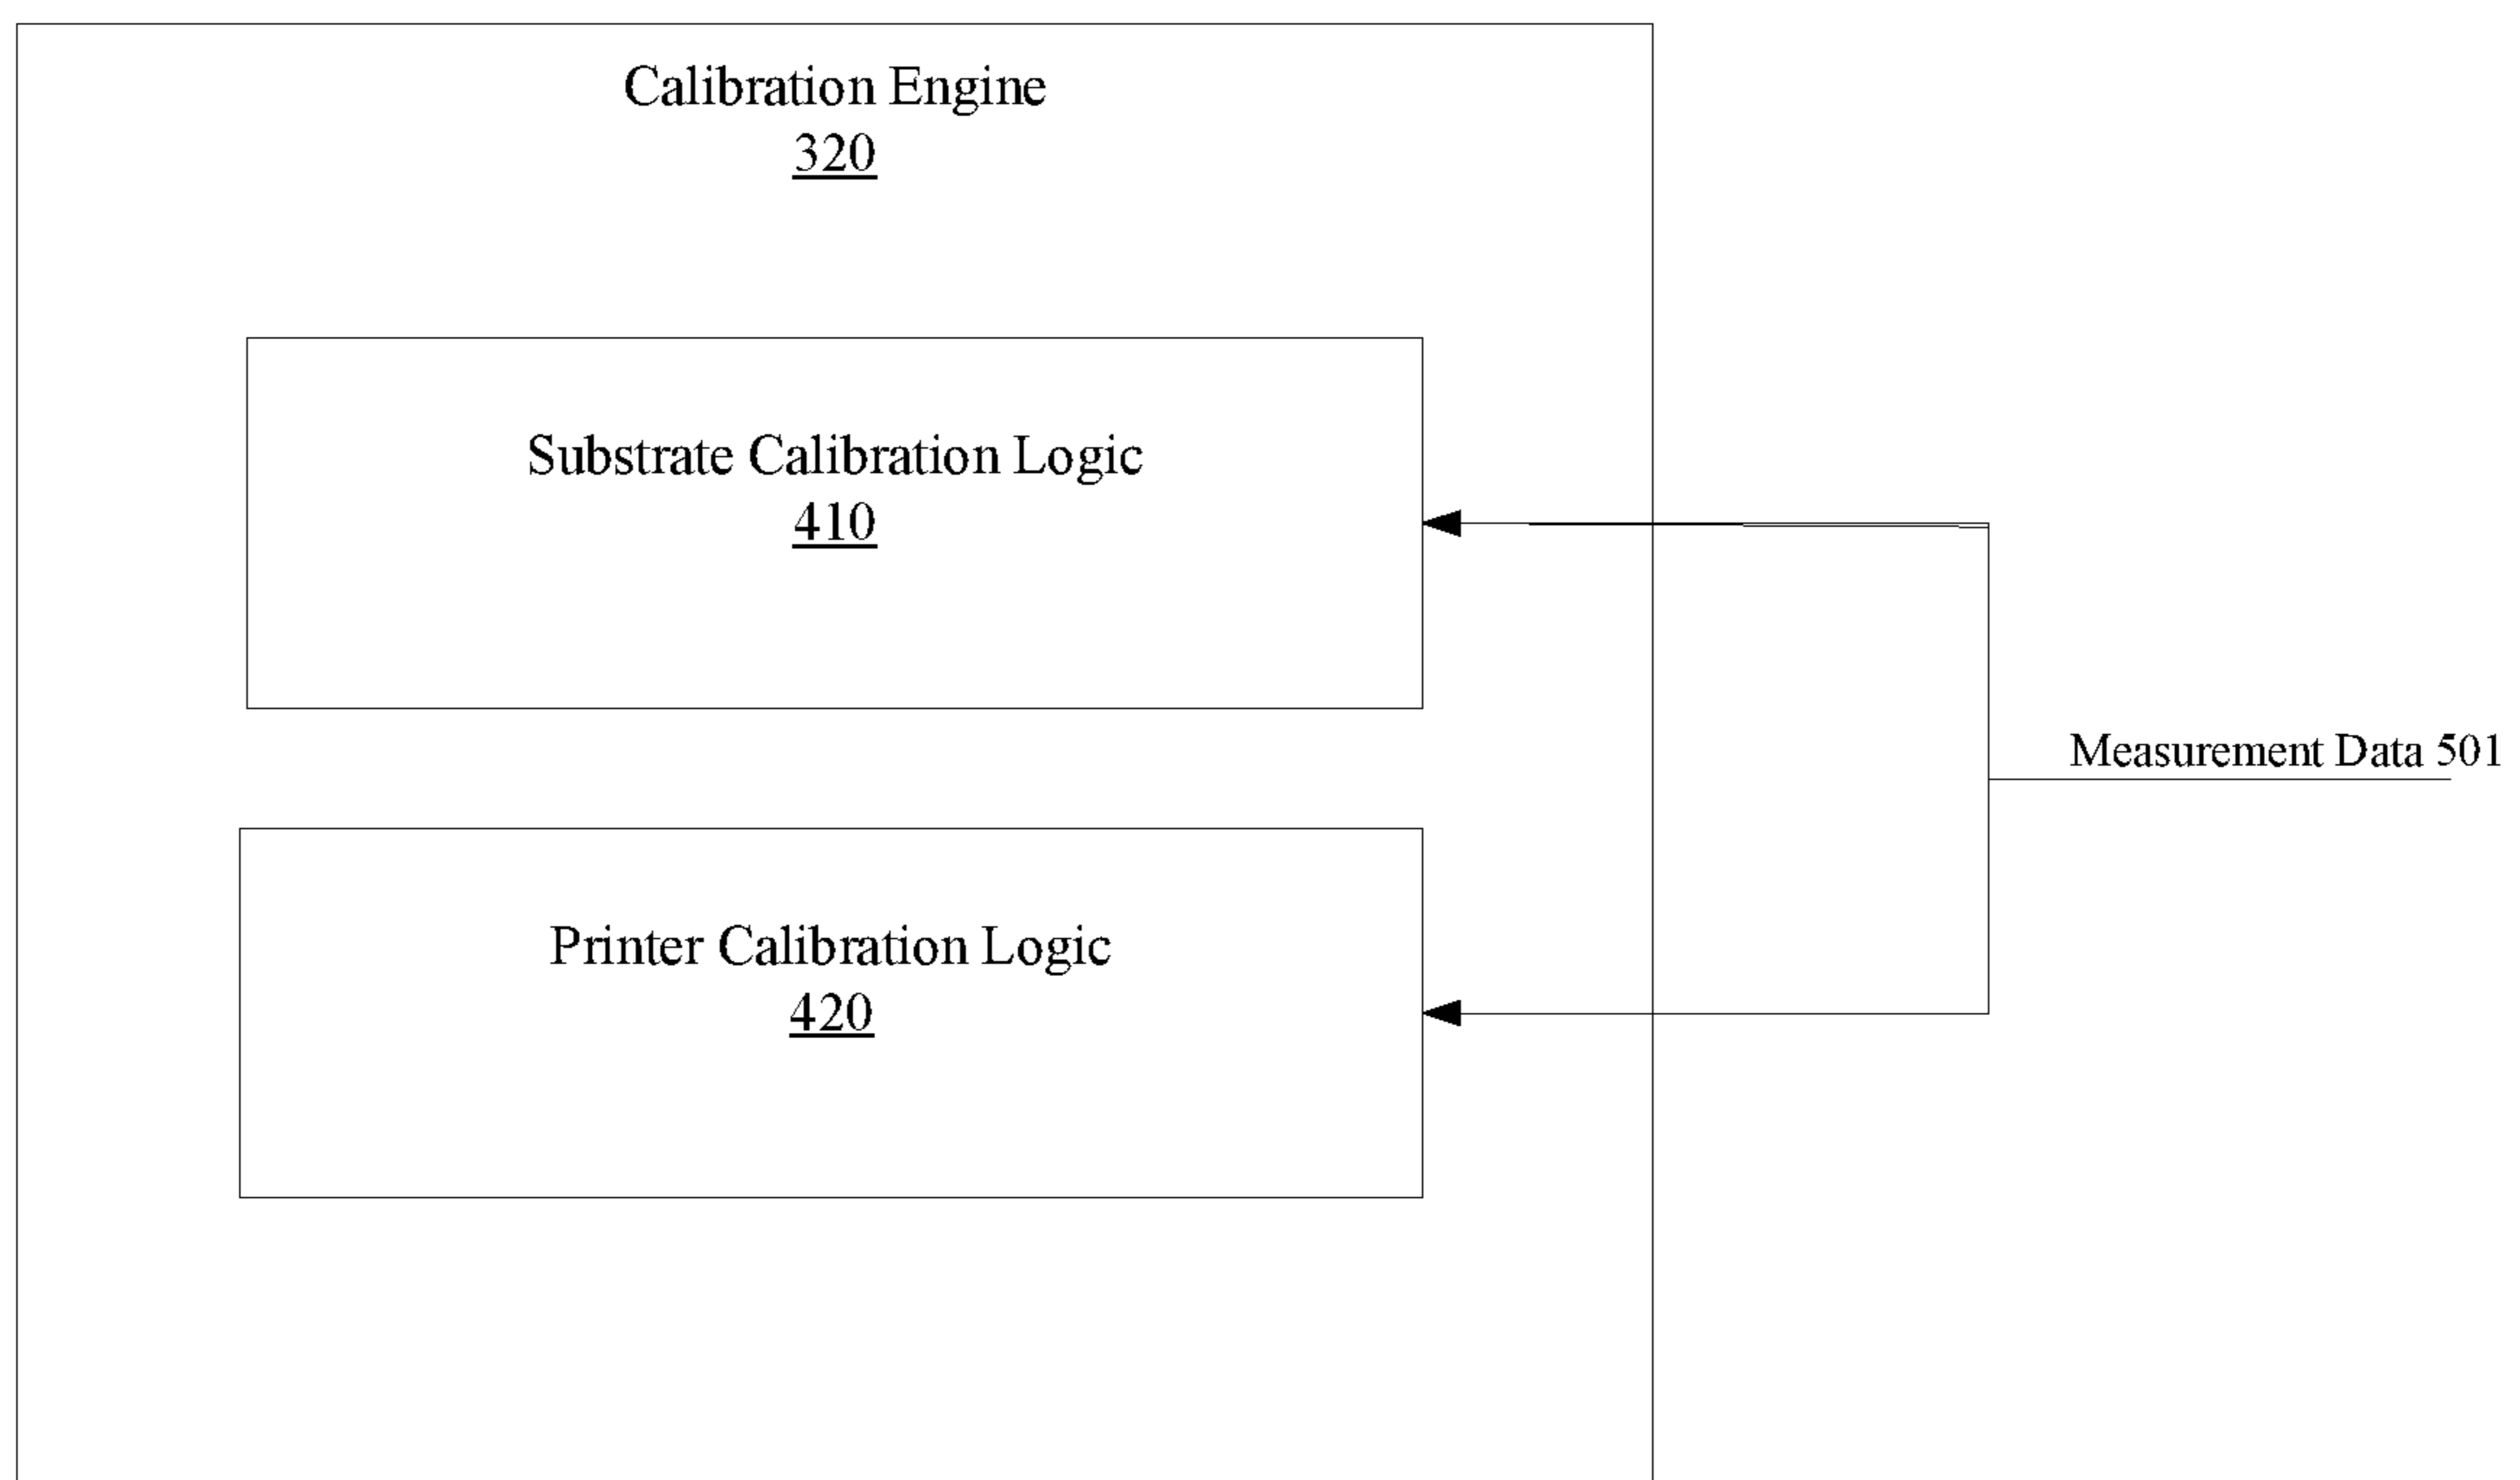 Calibration Engine
320
Substrate Calibration Logic
410
Measurement Data 501
Printer Calibration Logic
420